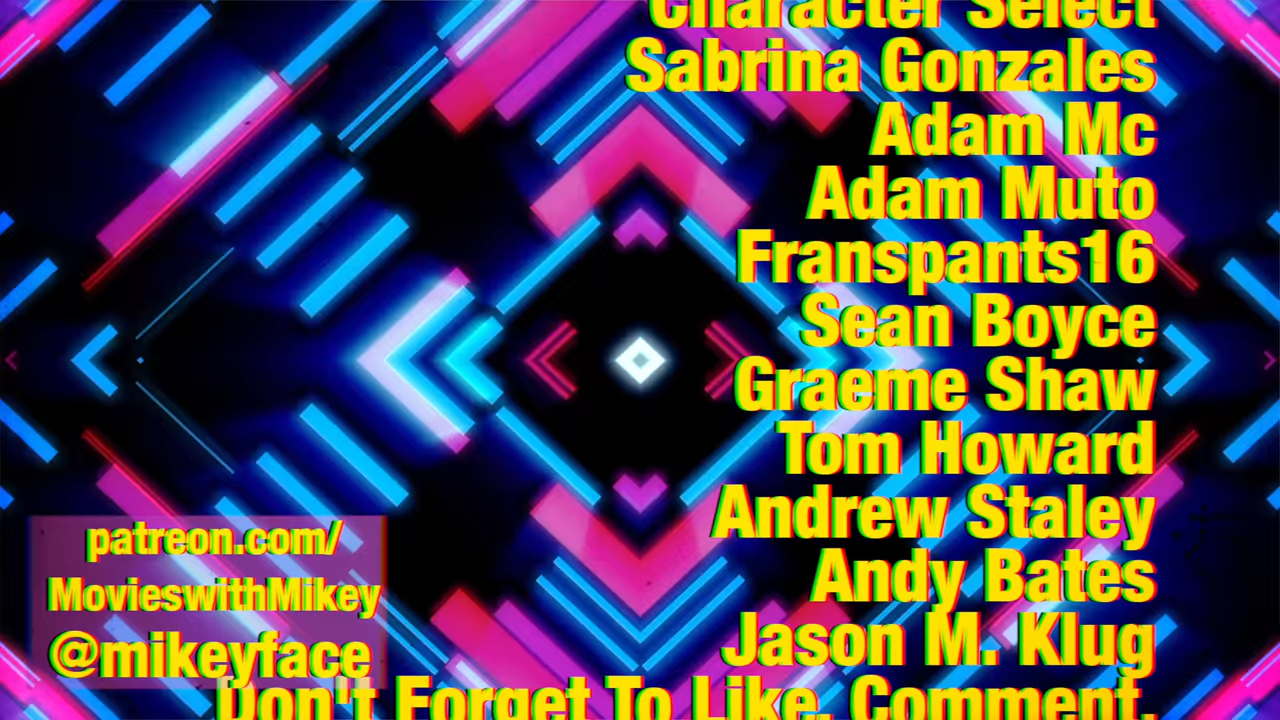 Character Select
Sabrina Gonzales
Adam Mc
Adam Muto
Franspants16
Sean Boyce
Graeme Shaw
Tom Howard
Andrew Staley
Andy Bates
Jason M. Klug
Don't Forget To Like, Comment,
patreon.com/
MovieswithMikey
@mikeyface